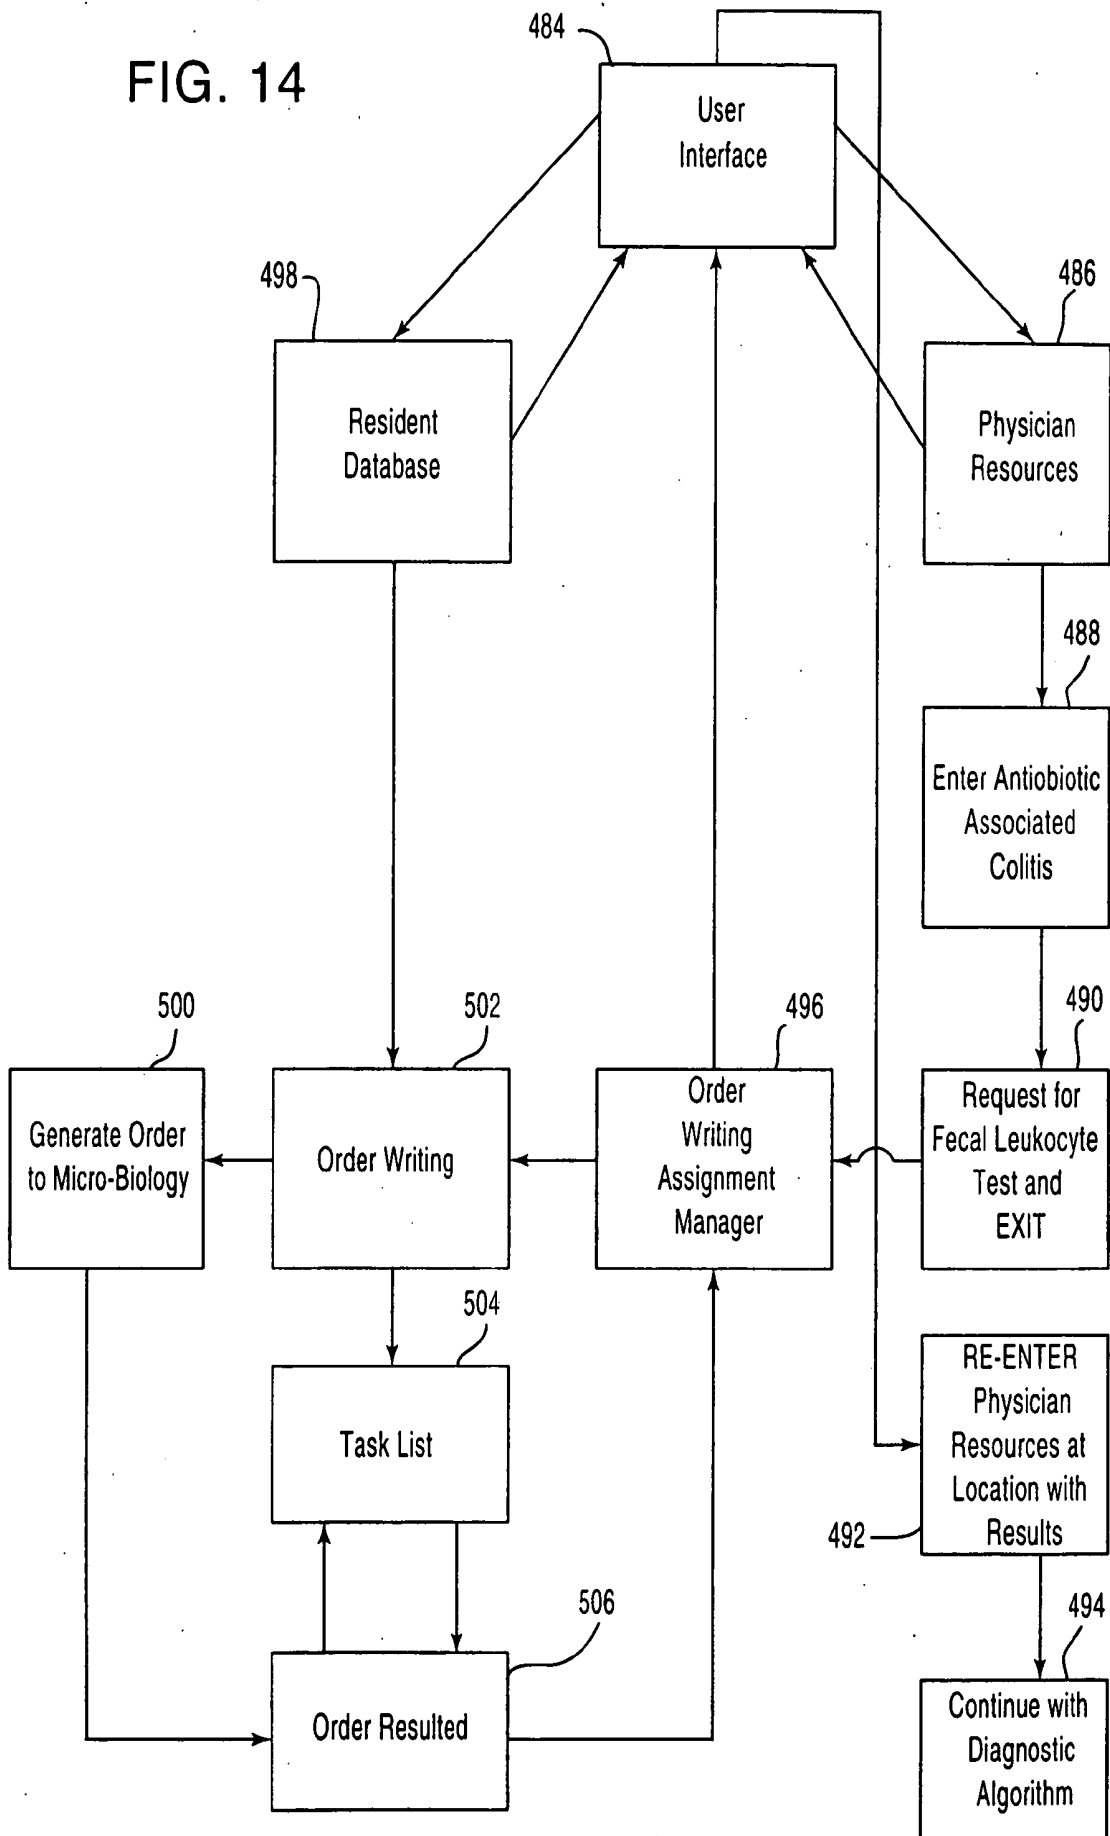 FIG. 14
484
User
Interface
498
Resident
Database
486
Physician
Resources
488
Enter Antiobiotic
Associated
Colitis
500
Generate Order
to Micro-Biology
502
Order Writing
496
Order
Writing
Assignment
Manager
490
Request for
Fecal Leukocyte
Test and
EXIT
504
Task List
492
RE-ENTER
Physician
Resources at
Location with
Results
506
Order Resulted
494
Continue with
Diagnostic
Algorithm